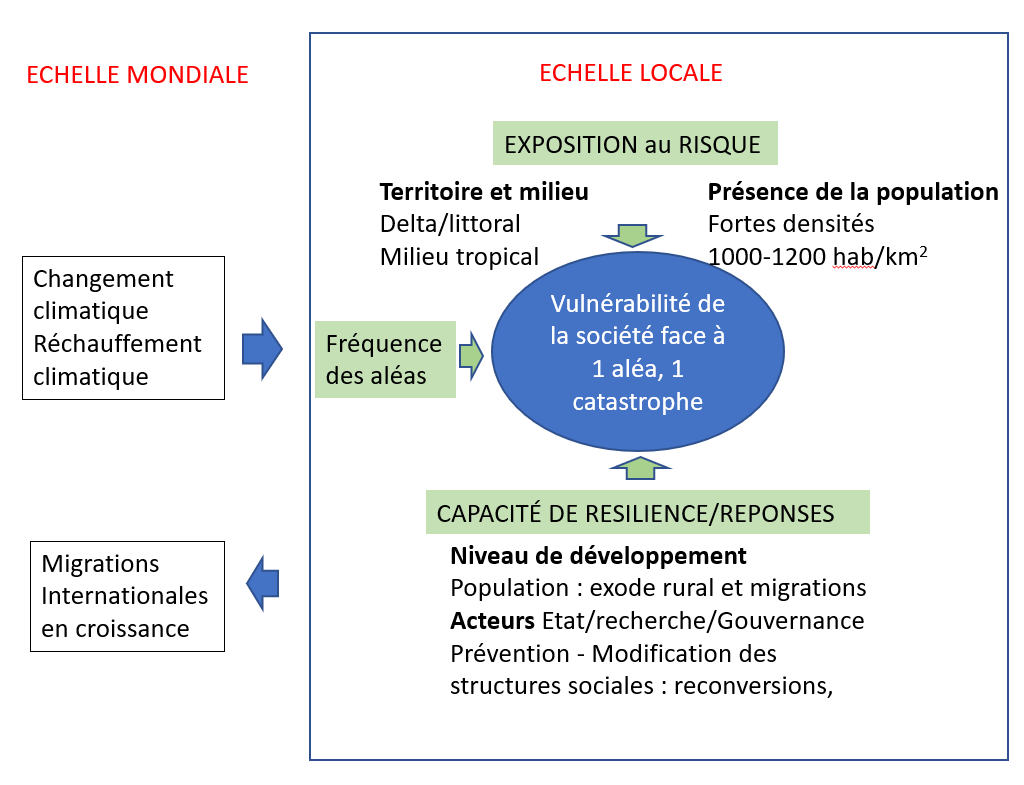 ECHELLE MONDIALE
ECHELLE LOCALE
EXPOSITION au RISQUE
Territoire et milieu
Delta/littoral
Milieu tropical
Présence de la population
Fortes densités
1000-1200 hab/km²
Changement
climatique
Réchauffement
climatique
Fréquence
des aléas
Vulnérabilité de
la société face à
1 aléa, 1
catastrophe
CAPACITÉ DE RESILIENCE/REPONSES
Niveau de développement
Population : exode rural et migrations
Acteurs Etat/recherche/Gouvernance
Prévention - Modification des
structures sociales : reconversions,
Migrations
Internationales
en croissance